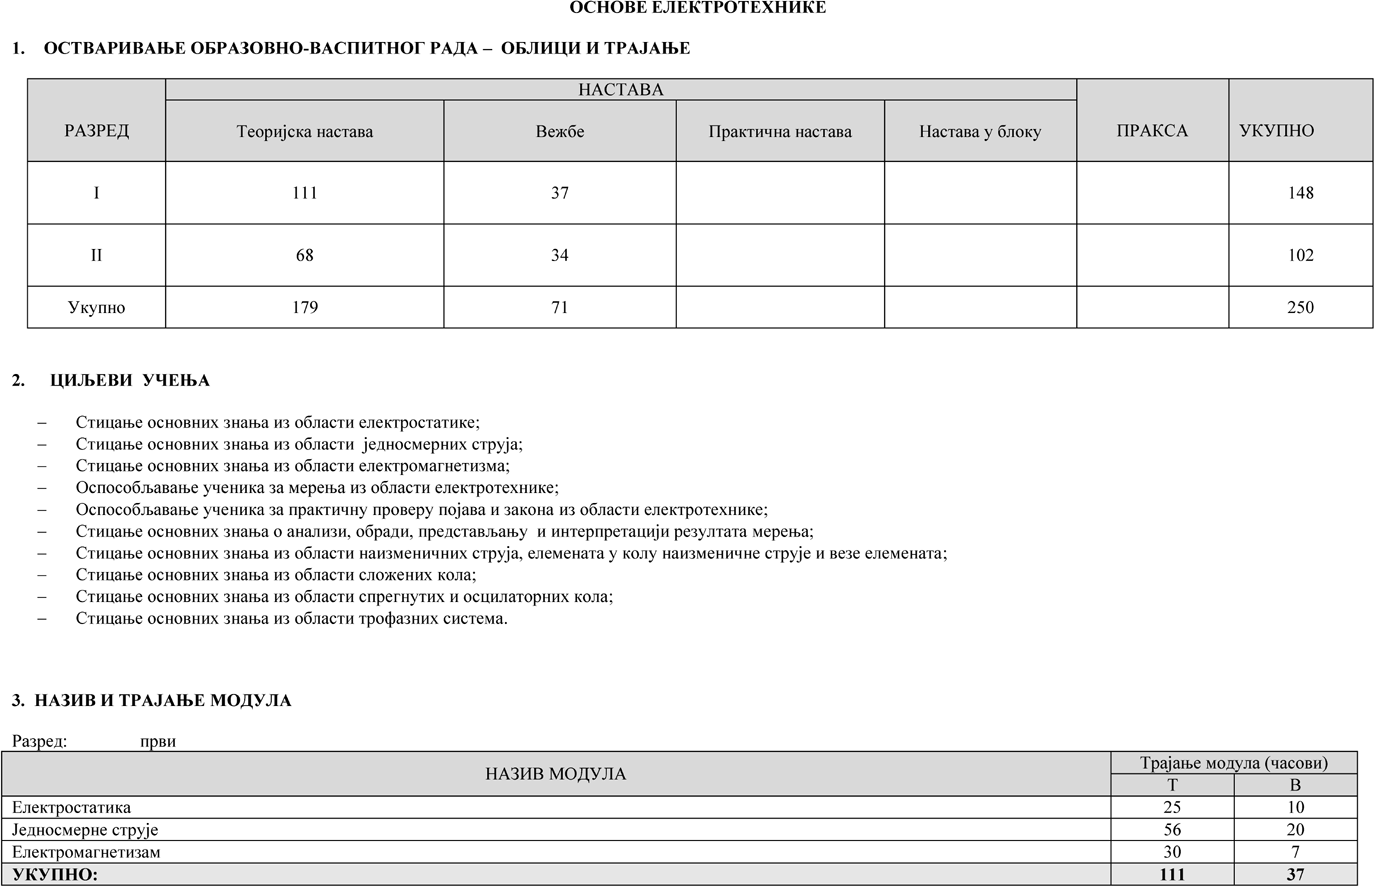 ОСНОВЕ ЕЛЕКТРОТЕХНИКЕ
1. ОСТВАРИВАЊЕ ОБРАЗОВНО-ВАСПИТНОГ РАДА – ОБЛИЦИ И ТРАЈАЊЕ
РАЗРЕД НАСТАВА ПРАКСА УКУПНО
Теоријска настава Вежбе Практична настава Настава у блоку
I 111 37 148
II 68 34 102
Укупно 179 71 250
2. ЦИЉЕВИ УЧЕЊА
– Стицање основних знања из области електростатике;
– Стицање основних знања из области једносмерних струја;
– Стицање основних знања из области електромагнетизма;
– Оспособљавање ученика за мерења из области електротехнике;
– Оспособљавање ученика за практичну проверу појава и закона из области електротехнике;
– Стицање основних знања о анализи, обради, представљању и интерпретацији резултата мерења;
– Стицање основних знања из области наизменичних струја, елемената у колу наизменичне струје и везе елемената;
– Стицање основних знања из области сложених кола;
– Стицање основних знања из области спрегнутих и осцилаторних кола;
– Стицање основних знања из области трофазних система.
3. НАЗИВ И ТРАЈАЊЕ МОДУЛА
Разред: први
НАЗИВ МОДУЛА Трајање модула (часови)
Т В
Електростатика 25 10
Једносмерне струје 56 20
Електромагнетизам 30 7
УКУПНО: 111 37